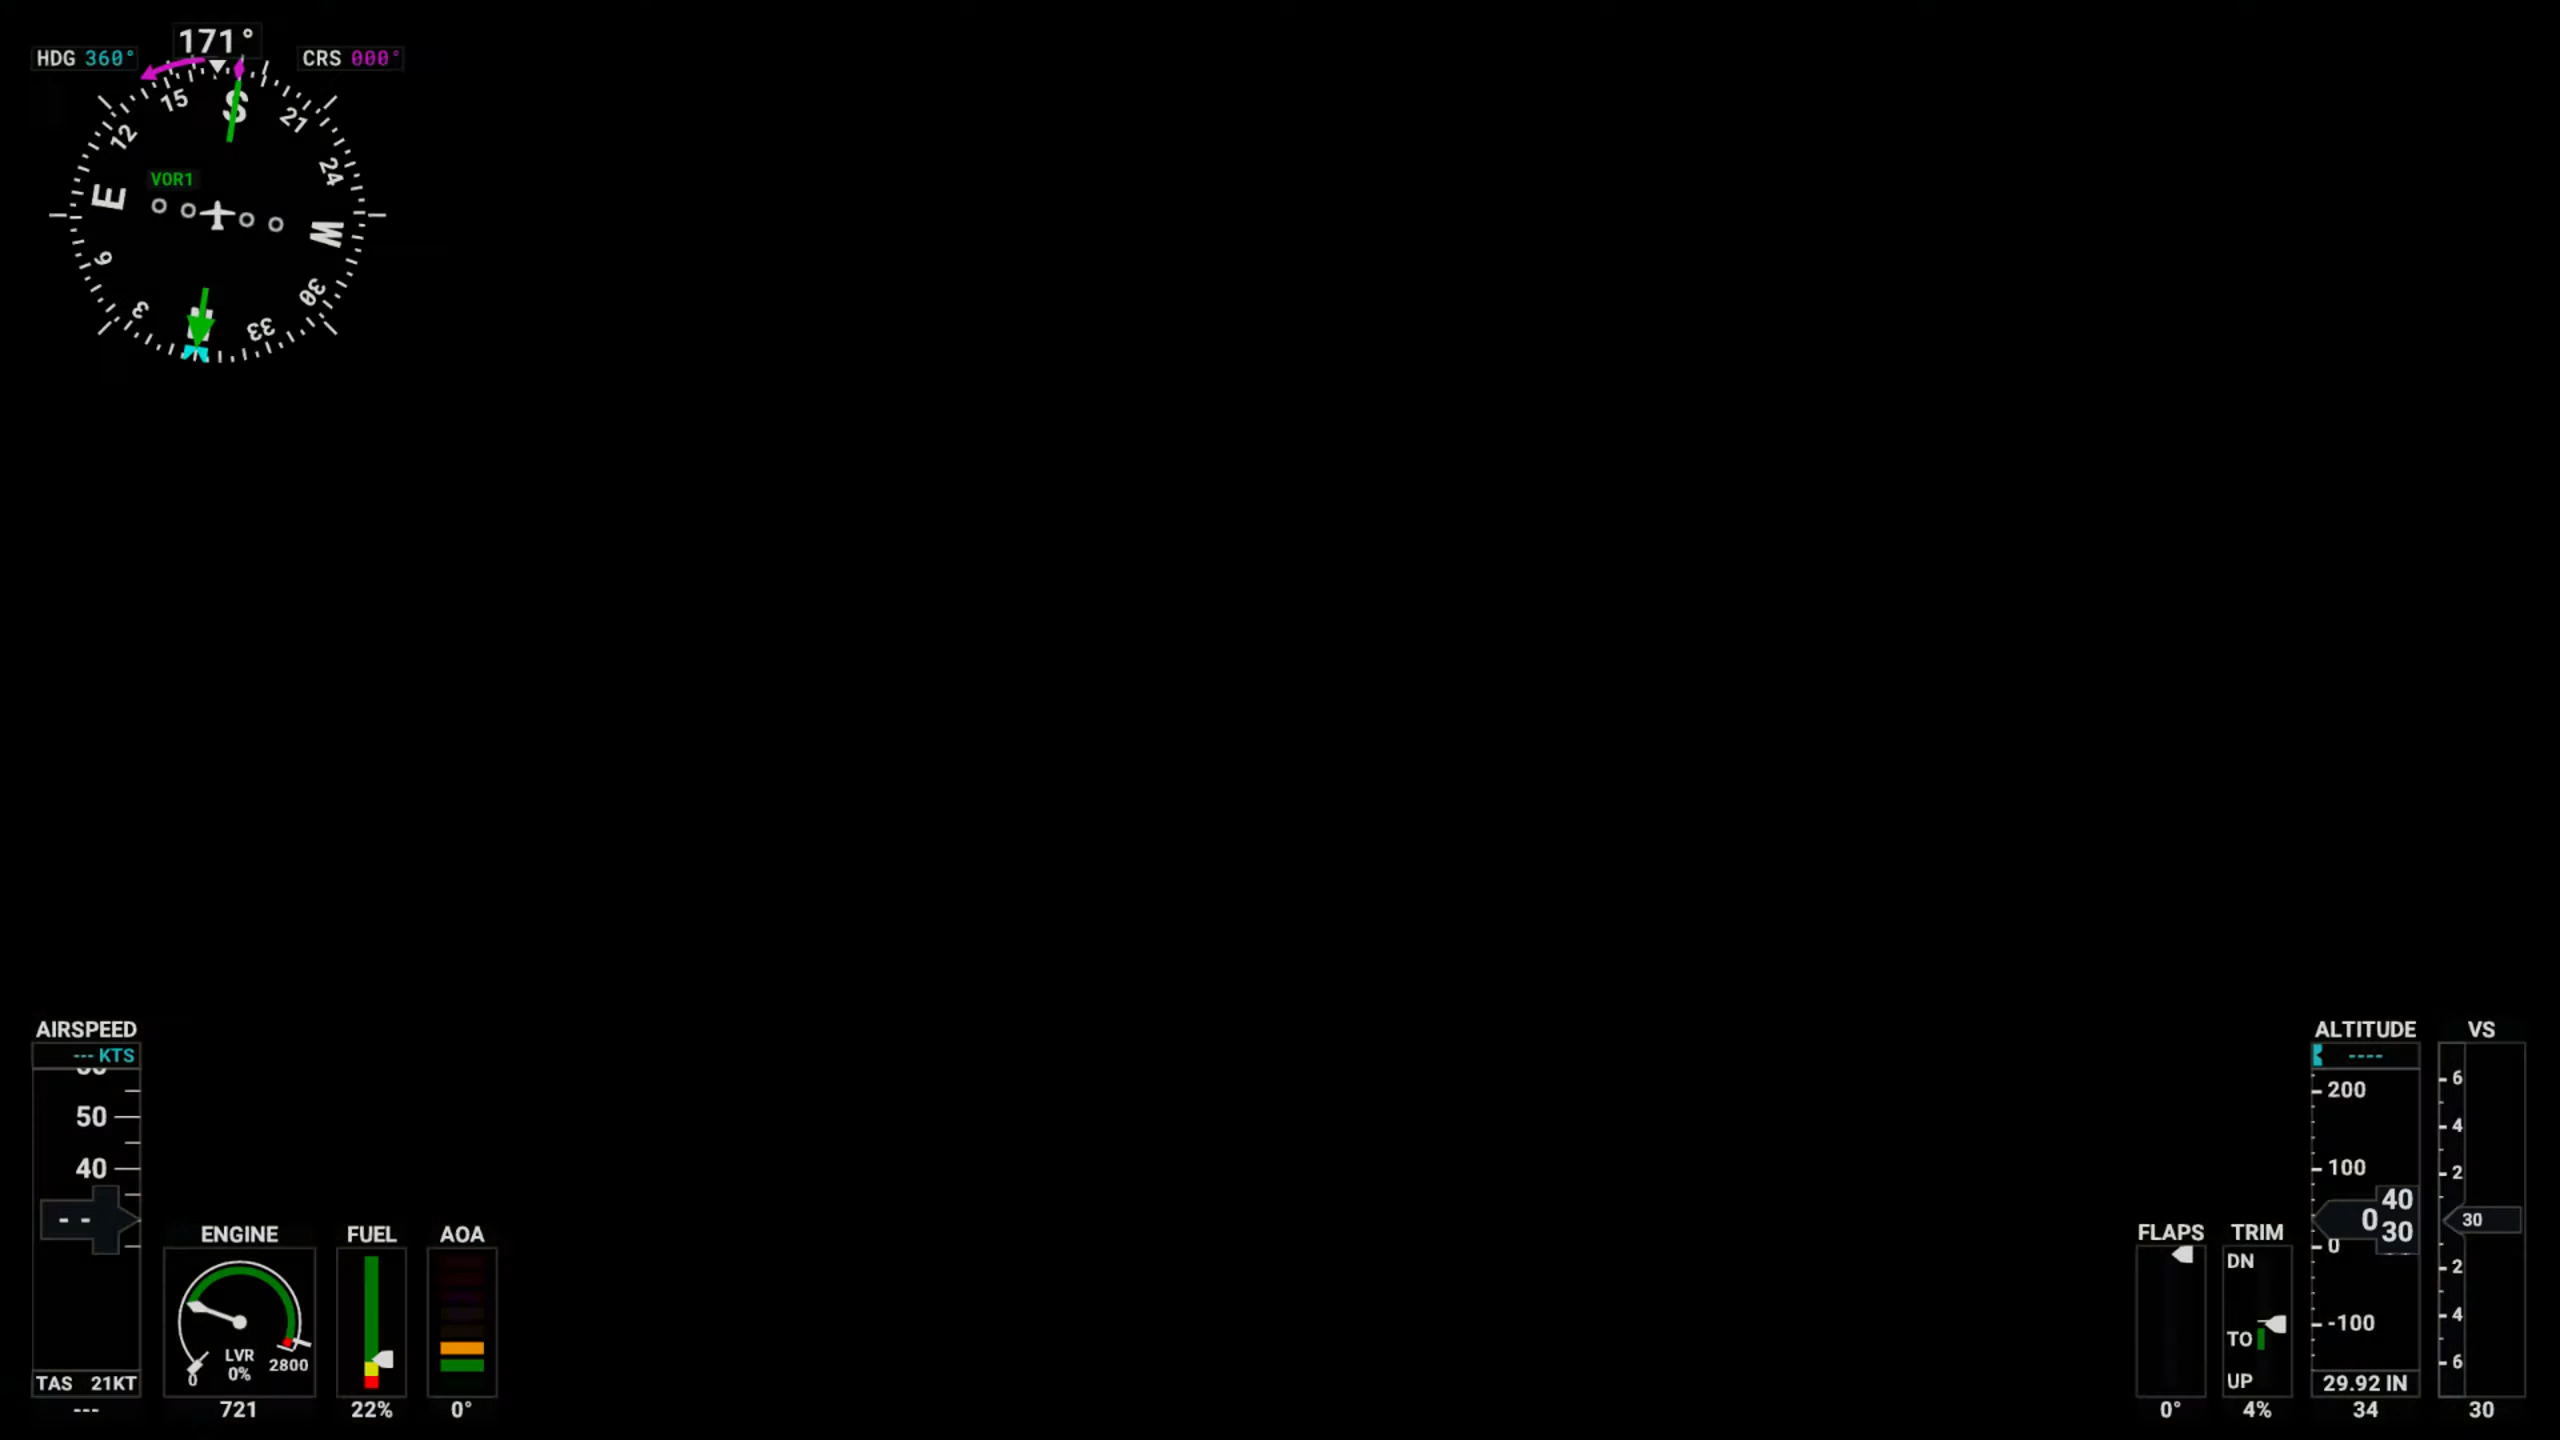 171°
HDG 360°
CRS 000°
15
S
21
12
24
VOR1
E
W
6
30
3
33
AIRSPEED
--- KTS
50
40
--
TAS 21KT
---
ENGINE
LVR
0%
0
2800
721
FUEL
22%
AOA
0°
FLAPS
0°
TRIM
DN
TO
UP
4%
ALTITUDE
----
200
100
40
0
30
0
-100
29.92 IN
34
VS
6
4
2
30
2
4
6
30